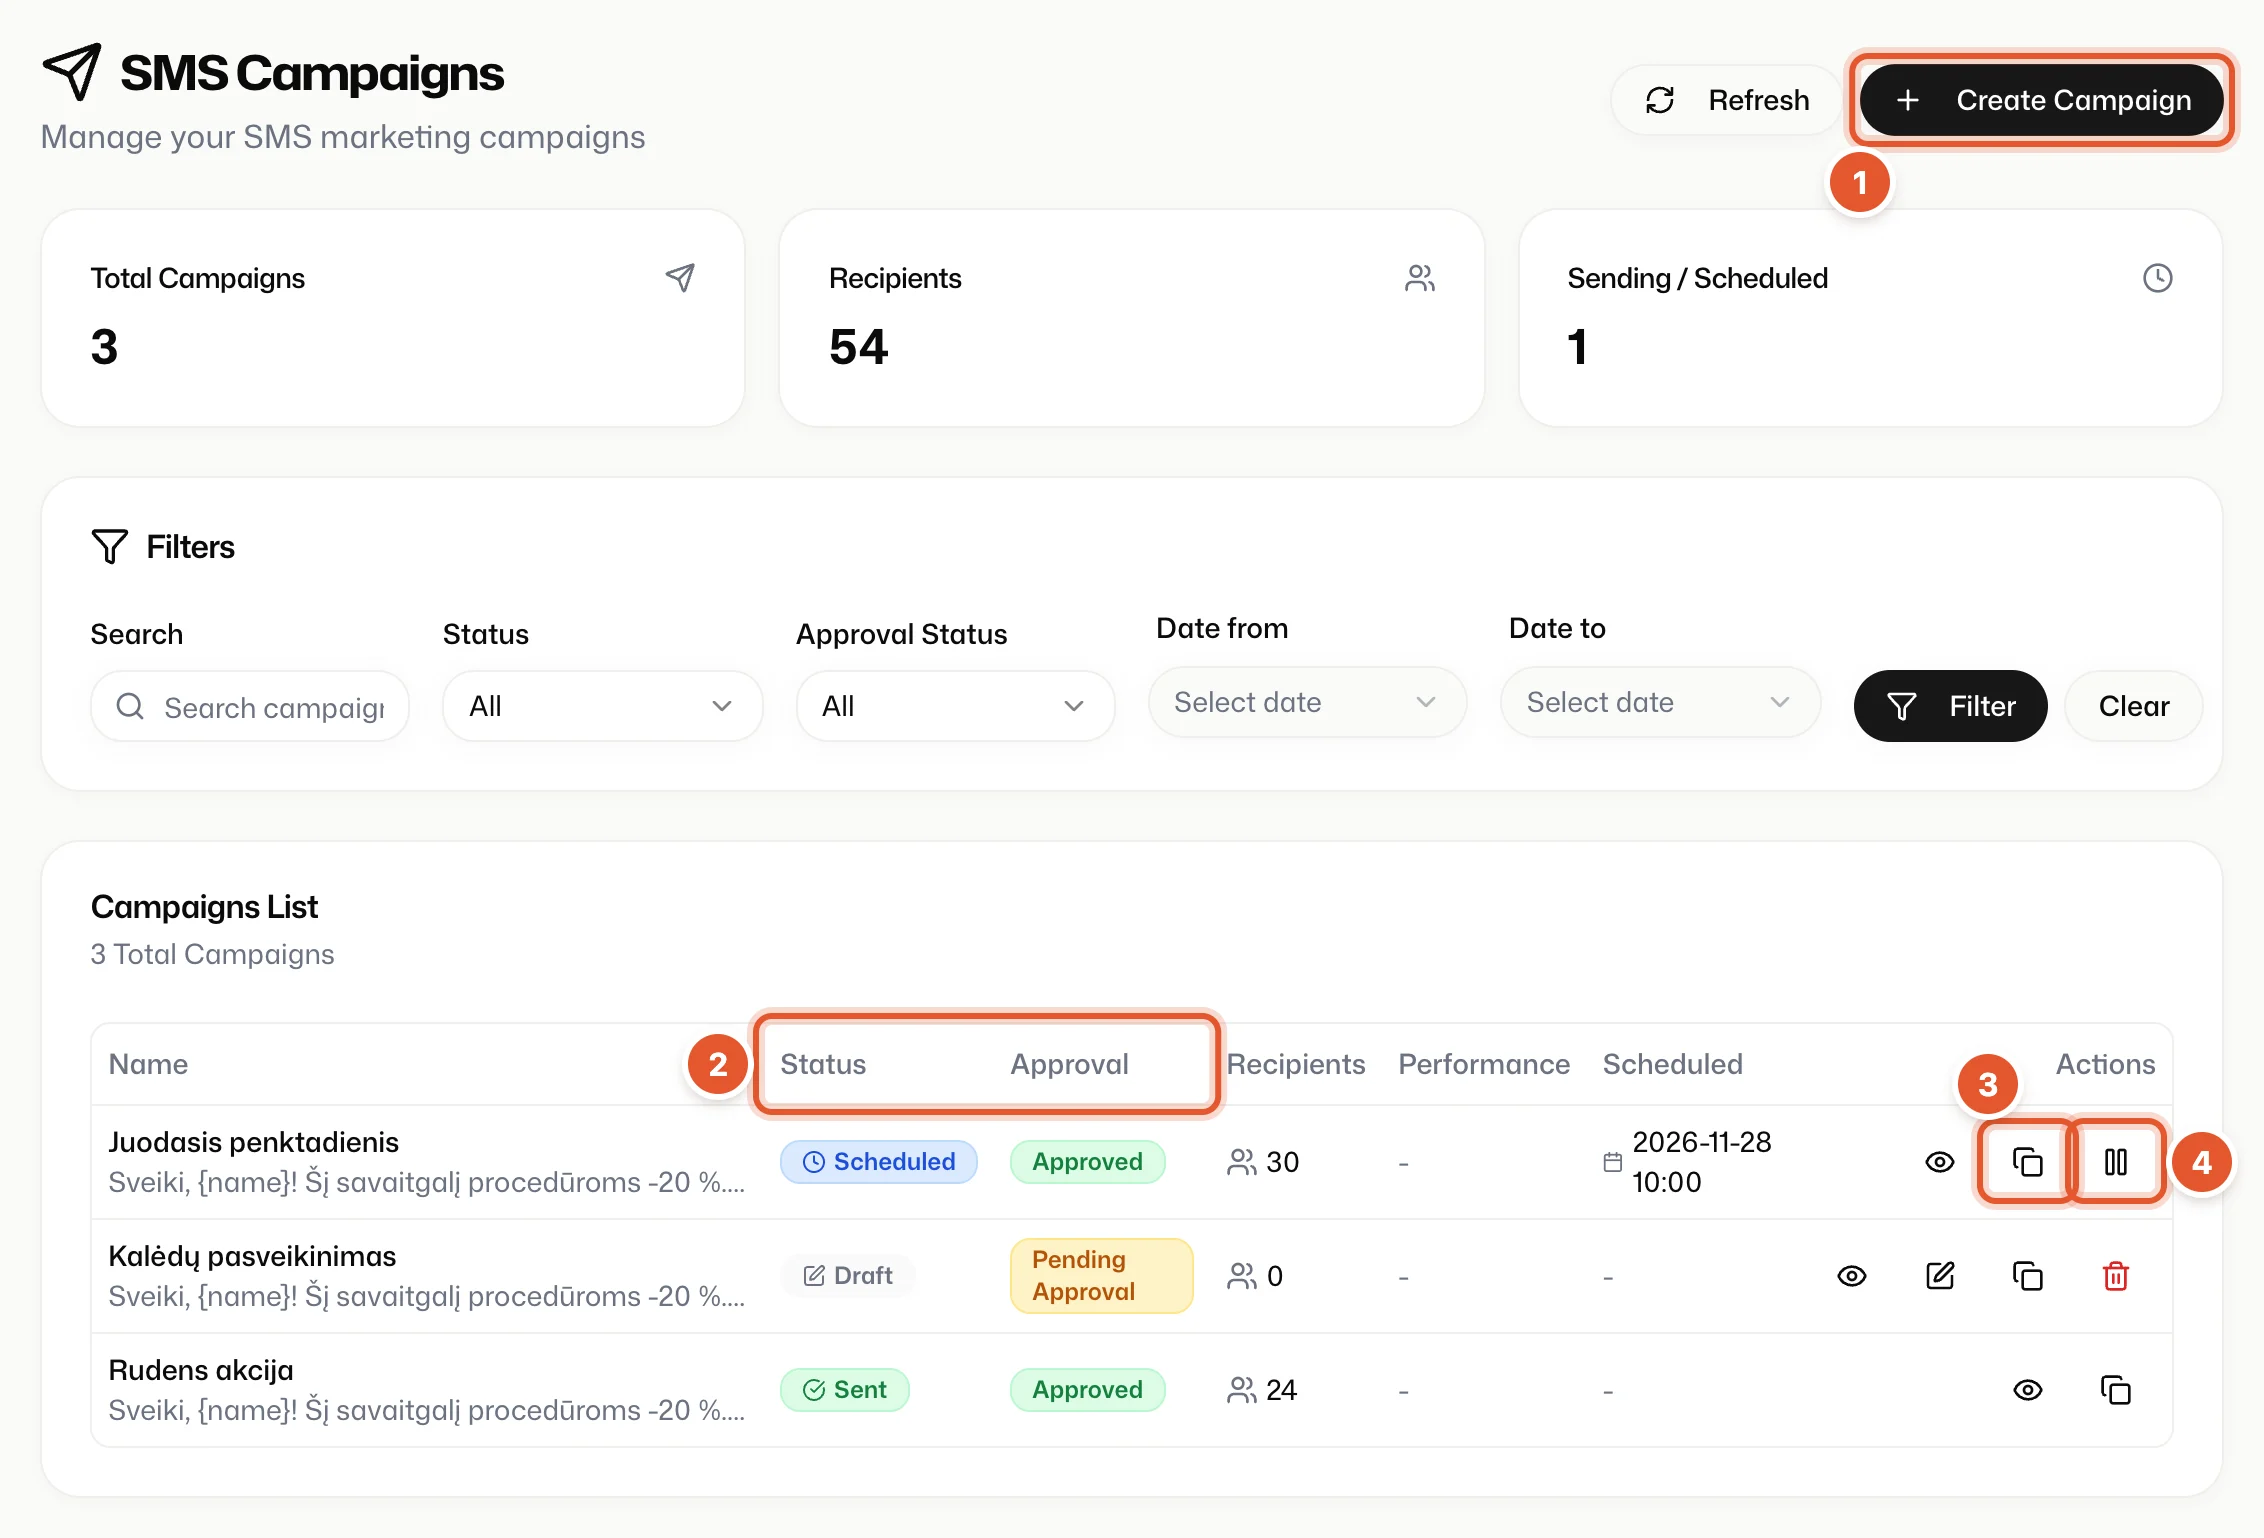 SMS Campaigns
Manage your SMS marketing campaigns
Refresh
Create Campaign
1
Total Campaigns
3
Recipients
54
Sending / Scheduled
1
Filters
Search
Status
Approval Status
Date from
Date to
Search campaign
All
All
Select date
Select date
Filter
Clear
Campaigns List
3 Total Campaigns
2
Name
Status
Approval
Recipients
Performance
Scheduled
3
Actions
Juodasis penktadienis
Sveiki, {name}! Šį savaitgalį procedūroms -20 %....
Scheduled
Approved
30
-
2026-11-28
10:00
4
Kalėdų pasveikinimas
Sveiki, {name}! Šį savaitgalį procedūroms -20 %....
Draft
Pending
Approval
0
-
-
Rudens akcija
Sveiki, {name}! Šį savaitgalį procedūroms -20 %....
Sent
Approved
24
-
-